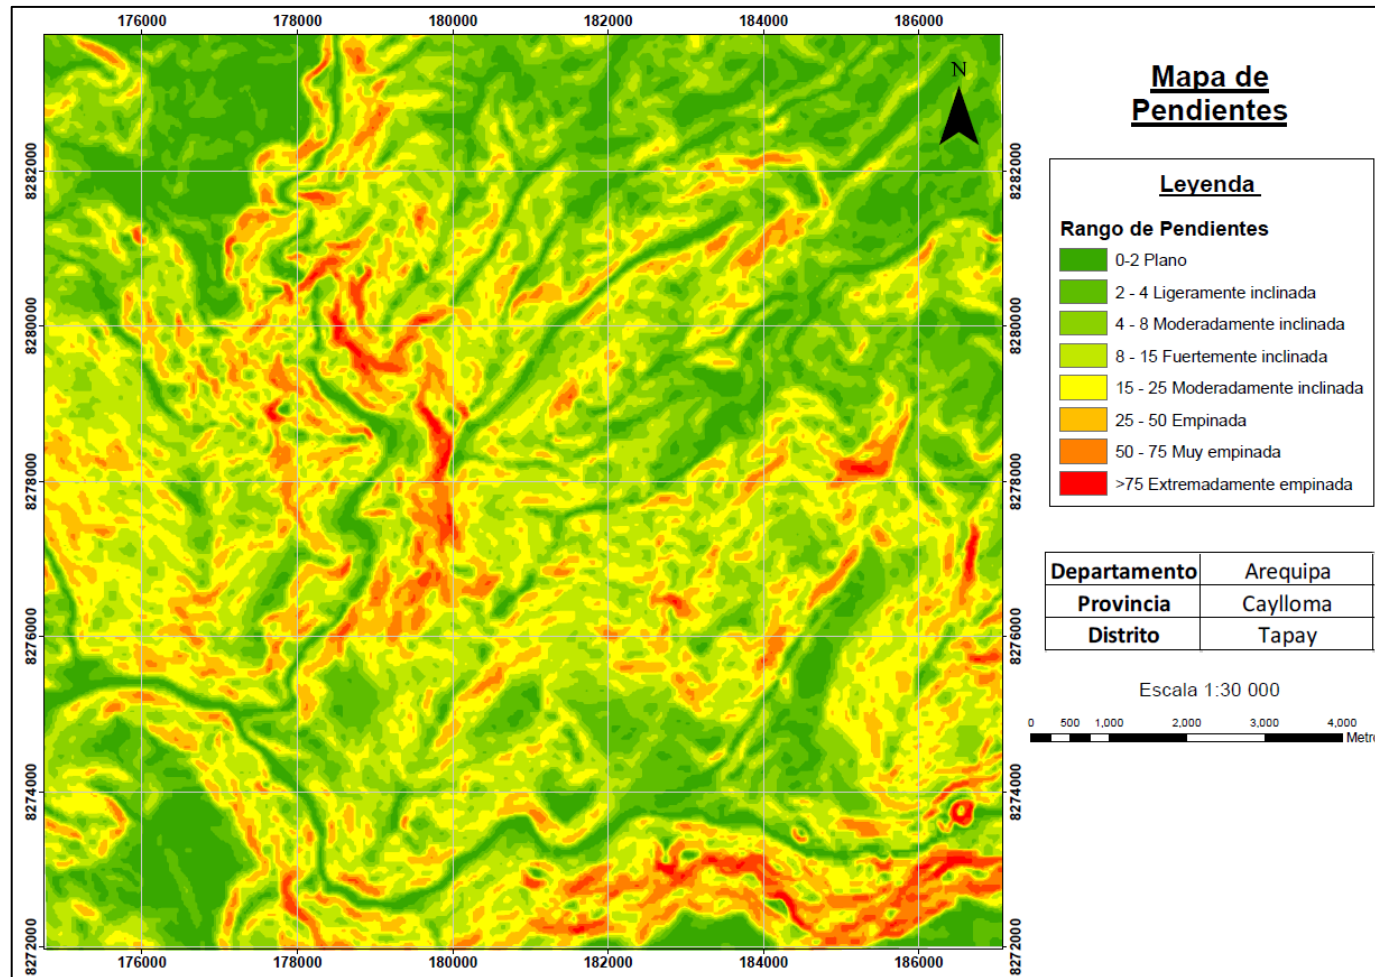 176000 178000 180000 182000 184000 186000
N
8282000 8282000
8280000 8280000
8278000 8278000
8276000 8276000
8274000 8274000
8272000 8272000
176000 178000 180000 182000 184000 186000
Mapa de
Pendientes
Leyenda
Rango de Pendientes
0-2 Plano
2 - 4 Ligeramente inclinada
4 - 8 Moderadamente inclinada
8 - 15 Fuertemente inclinada
15 - 25 Moderadamente inclinada
25 - 50 Empinada
50 - 75 Muy empinada
>75 Extremadamente empinada
Departamento Arequipa
Provincia Caylloma
Distrito Tapay
Escala 1:30 000
0 500 1,000 2,000 3,000 4,000
Metro